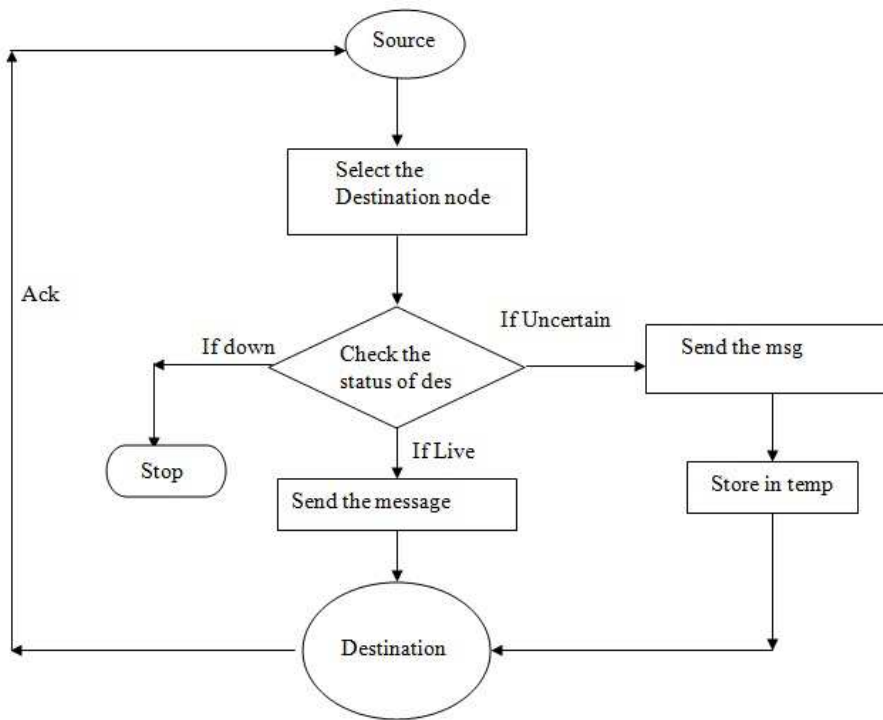 Source
Select the
Destination node
Ack
If down
Check the
status of des
If Uncertain
Send the msg
Stop
If Live
Store in temp
Send the message
Destination